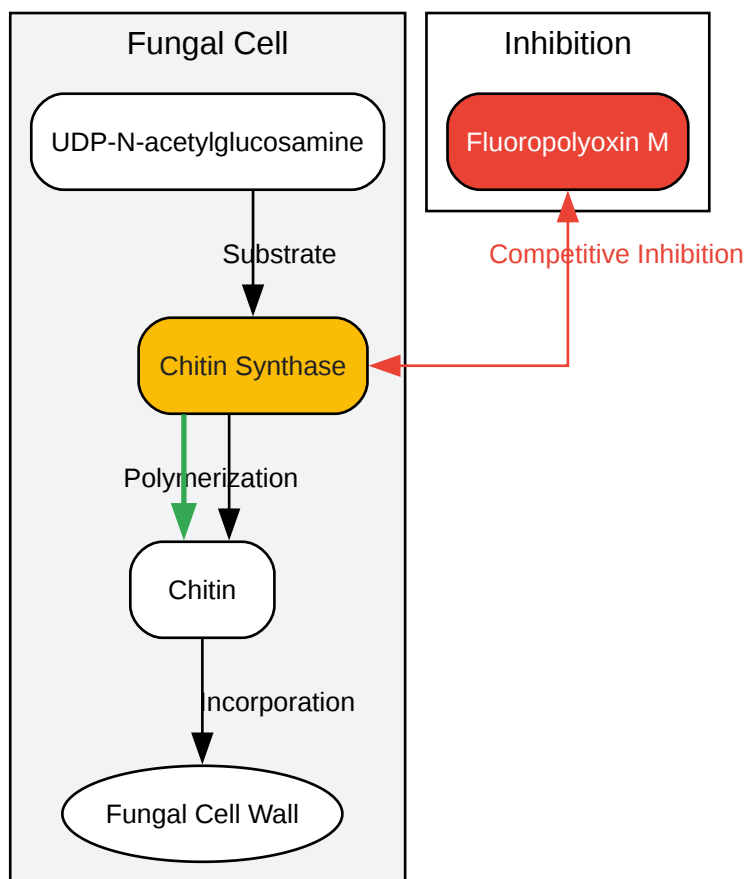 Fungal Cell
UDP-N-acetylglucosamine
Substrate
Chitin Synthase
Polymerization
Chitin
Incorporation
Fungal Cell Wall
Inhibition
Fluoropolyoxin M
Competitive Inhibition